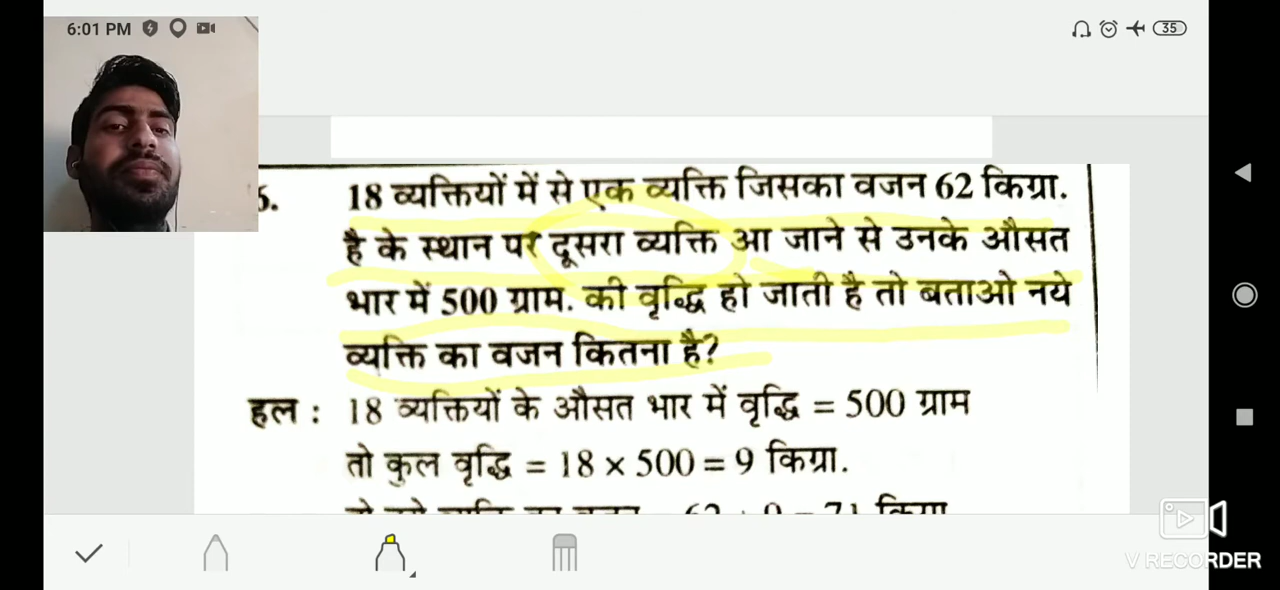 6:01 PM
35
18 व्यक्तियों में से एक व्यक्ति जिसका वजन 62 किग्रा.
है के स्थान पर दूसरा व्यक्ति आ जाने से उनके औसत
भार में 500 ग्राम. की वृद्धि हो जाती है तो बताओ नये
व्यक्ति का वजन कितना है?
हल : 18 व्यक्तियों के औसत भार में वृद्धि = 500 ग्राम
तो कुल वृद्धि = 18 × 500 = 9 किग्रा.
V RECORDER